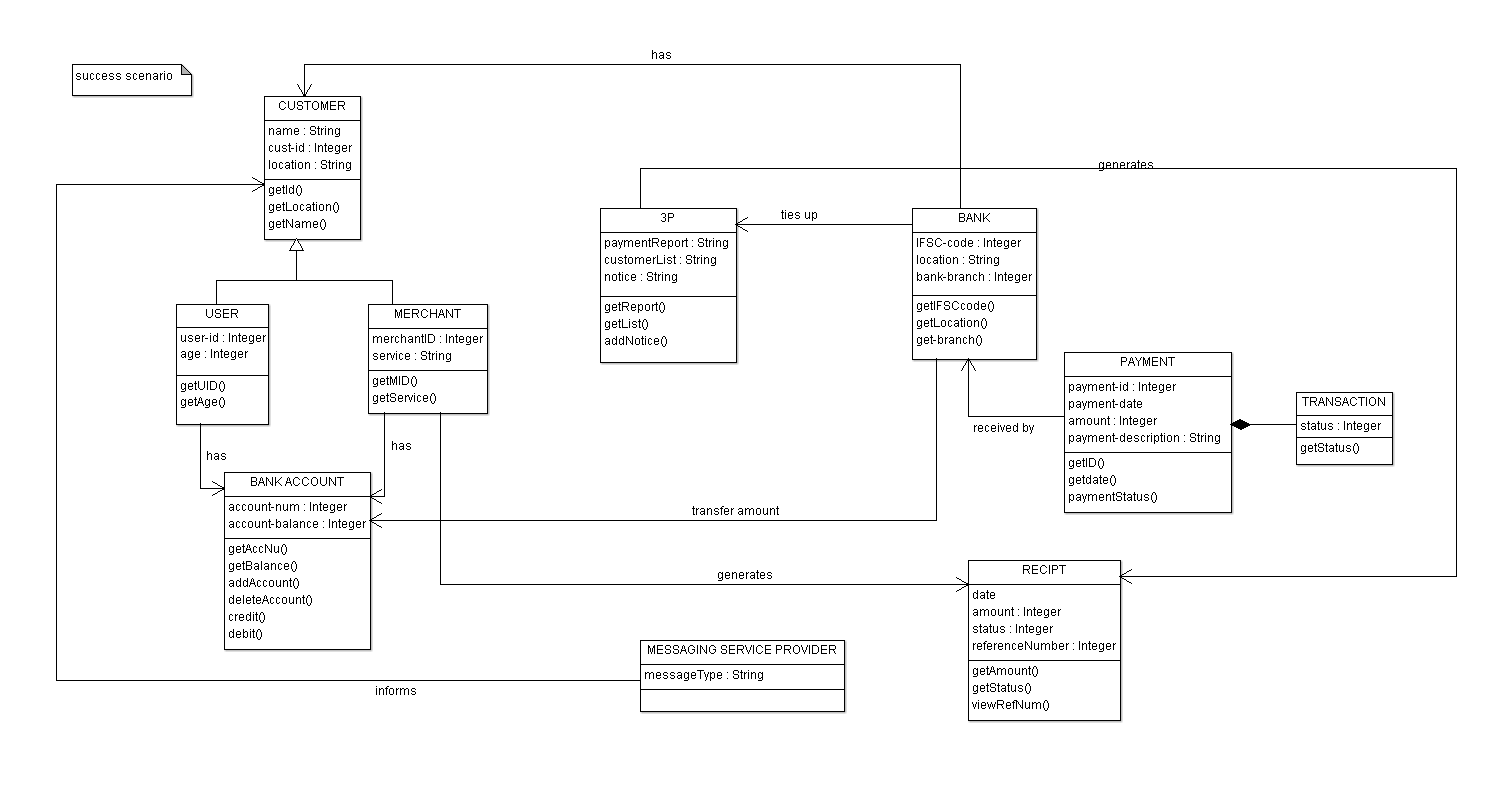 has
success scenario
CUSTOMER
name : String
cust-id : Integer
location : String
getId()
getLocation()
getName()
generates
3P
paymentReport : String
customerList : String
notice : String
getReport()
getList()
addNotice()
ties up
BANK
IFSC-code : Integer
location : String
bank-branch : Integer
getIFSCcode()
getLocation()
get-branch()
USER
user-id : Integer
age : Integer
getUID()
getAge()
MERCHANT
merchantID : Integer
service : String
getMID()
getService()
PAYMENT
payment-id : Integer
payment-date
amount : Integer
payment-description : String
getID()
getdate()
paymentStatus()
TRANSACTION
status : Integer
getStatus()
received by
has
has
BANK ACCOUNT
account-num : Integer
account-balance : Integer
getAccNu()
getBalance()
addAccount()
deleteAccount()
credit()
debit()
transfer amount
generates
RECIPT
date
amount : Integer
status : Integer
referenceNumber : Integer
getAmount()
getStatus()
viewRefNum()
MESSAGING SERVICE PROVIDER
messageType : String
informs